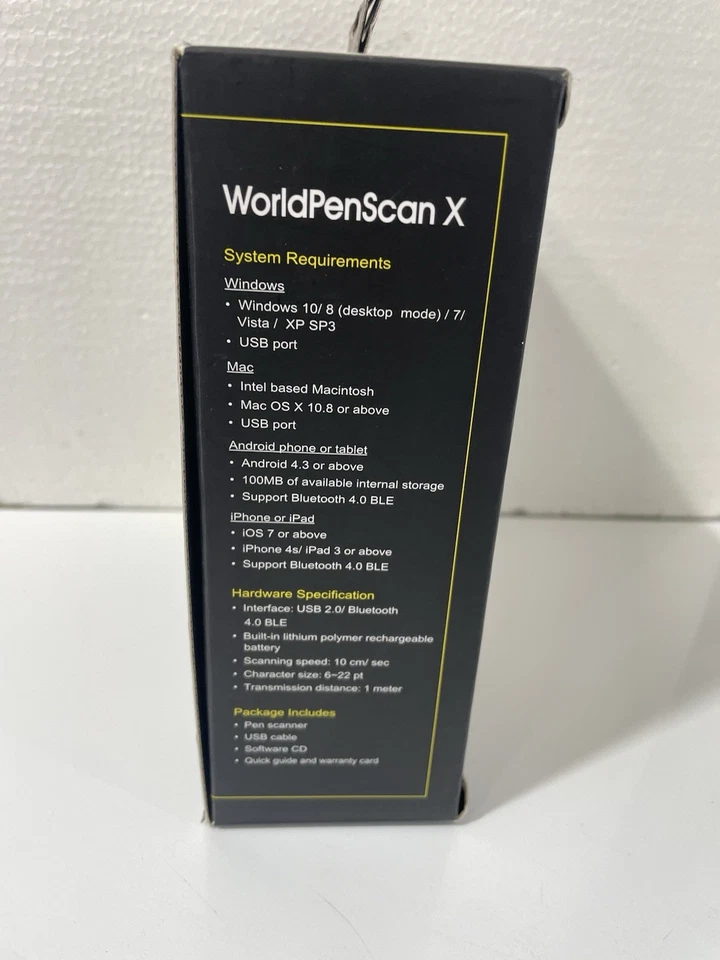 WorldPenScan X
System Requirements
Windows
• Windows 10/ 8 (desktop mode) / 7/
Vista / XP SP3
• USB port
Mac
• Intel based Macintosh
• Mac OS X 10.8 or above
• USB port
Android phone or tablet
• Android 4.3 or above
• 100MB of available internal storage
• Support Bluetooth 4.0 BLE
iPhone or iPad
• iOS 7 or above
• iPhone 4s/ iPad 3 or above
• Support Bluetooth 4.0 BLE
Hardware Specification
• Interface: USB 2.0/ Bluetooth
4.0 BLE
• Built-in lithium polymer rechargeable
battery
• Scanning speed: 10 cm/ sec
• Character size: 6~22 pt
• Transmission distance: 1 meter
Package Includes
• Pen scanner
• USB cable
• Software CD
• Quick guide and warranty card